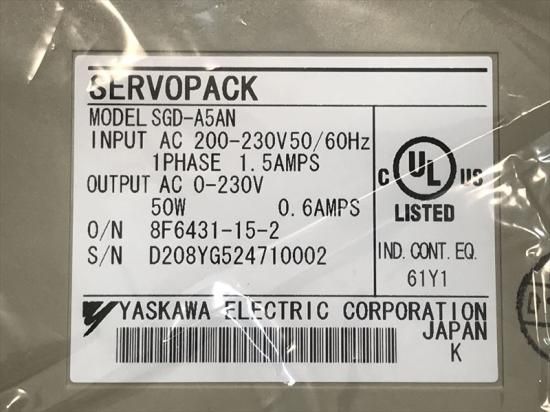 SERVOPACK
MODEL SGD-A5AN
INPUT AC 200-230V50/60Hz
1PHASE 1.5AMPS
OUTPUT AC 0-230V
50W 0.6AMPS
O/N 8F6431-15-2
S/N D208YG524710002
C UL US
LISTED
IND. CONT. EQ.
61Y1
YASKAWA ELECTRIC CORPORATION
JAPAN
K